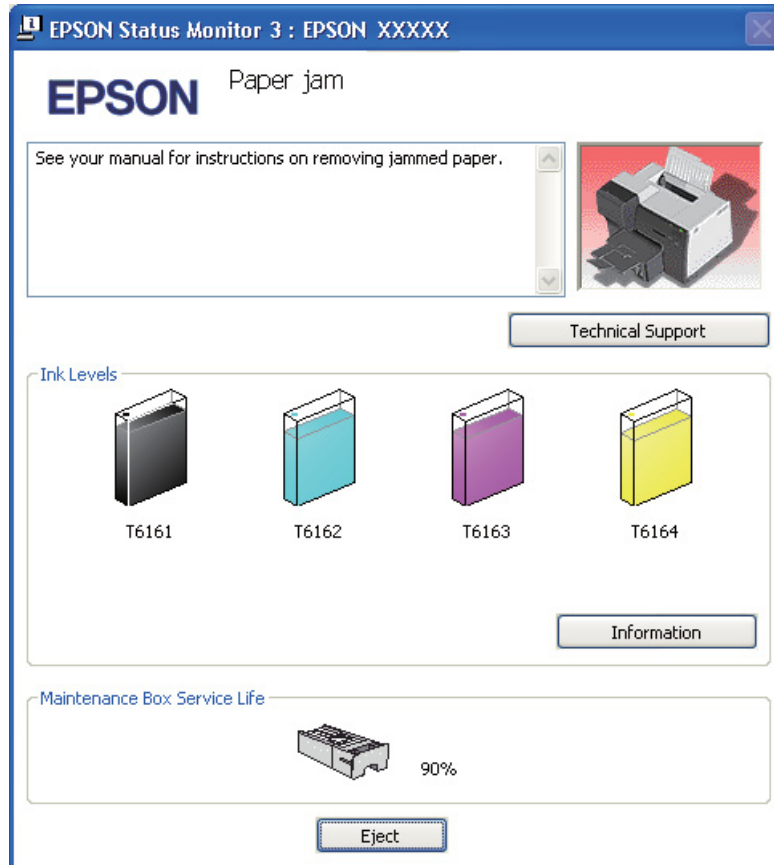 EPSON Status Monitor 3 : EPSON XXXXX
EPSON
Paper jam
See your manual for instructions on removing jammed paper.
Technical Support
Ink Levels
T6161
T6162
T6163
T6164
Information
Maintenance Box Service Life
90%
Eject